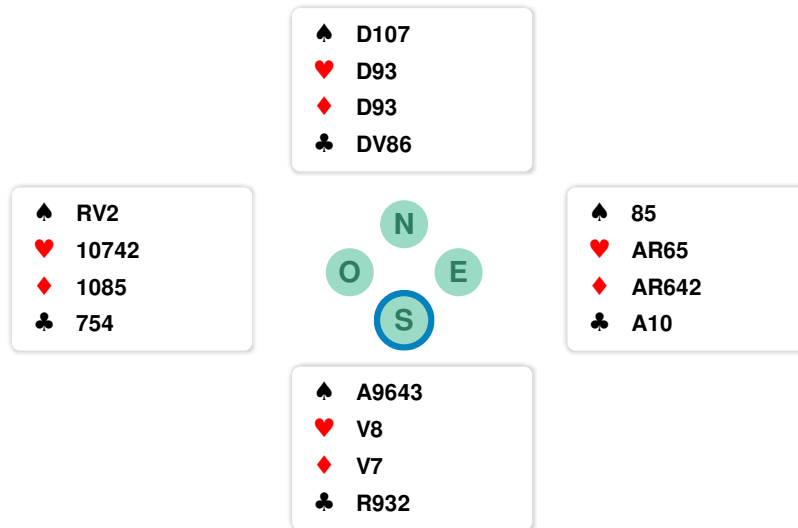 ♠ D107
♥ D93
♦ D93
♣ DV86
♠ RV2
♥ 10742
♦ 1085
♣ 754
N
O E
S
♠ 85
♥ AR65
♦ AR642
♣ A10
♠ A9643
♥ V8
♦ V7
♣ R932